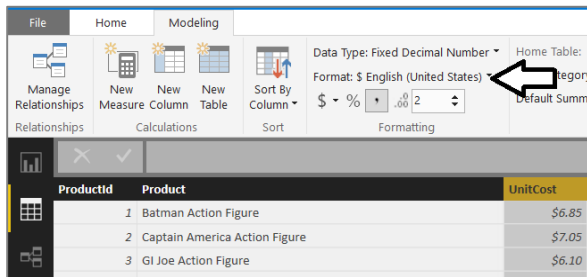 File Home Modeling
Data Type: Fixed Decimal Number Home Table:
Format: $ English (United States) tegory
Manage Relationships
New Measure
New Column
New Table
Sort By Column
$ % , .00 2
Default Summ
Relationships Calculations Sort Formatting
ProductId Product UnitCost
1 Batman Action Figure $6.85
2 Captain America Action Figure $7.05
3 GI Joe Action Figure $6.10